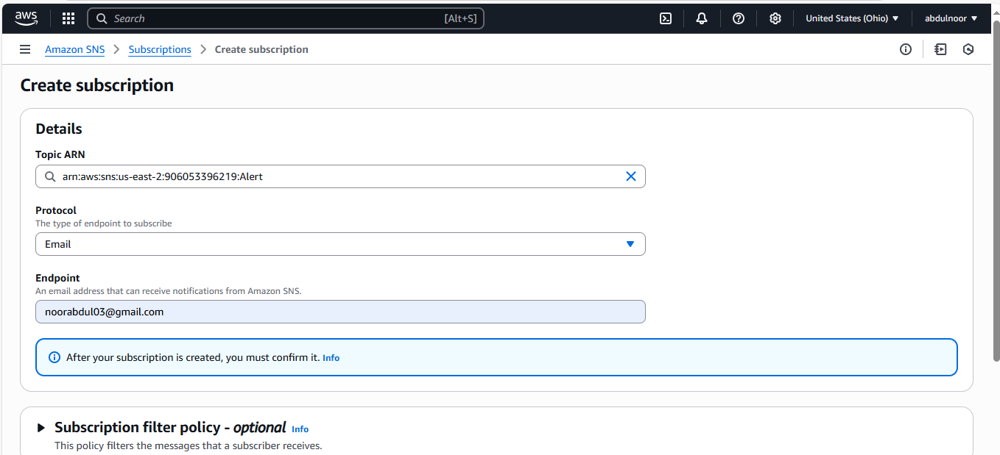 aws Search [Alt+S] United States (Ohio) abdulnoor
Amazon SNS Subscriptions Create subscription
Create subscription
Details
Topic ARN
arn:aws:sns:us-east-2:906053396219:Alert
Protocol
The type of endpoint to subscribe
Email
Endpoint
An email address that can receive notifications from Amazon SNS.
noorabdul03@gmail.com
After your subscription is created, you must confirm it. Info
Subscription filter policy - optional Info
This policy filters the messages that a subscriber receives.